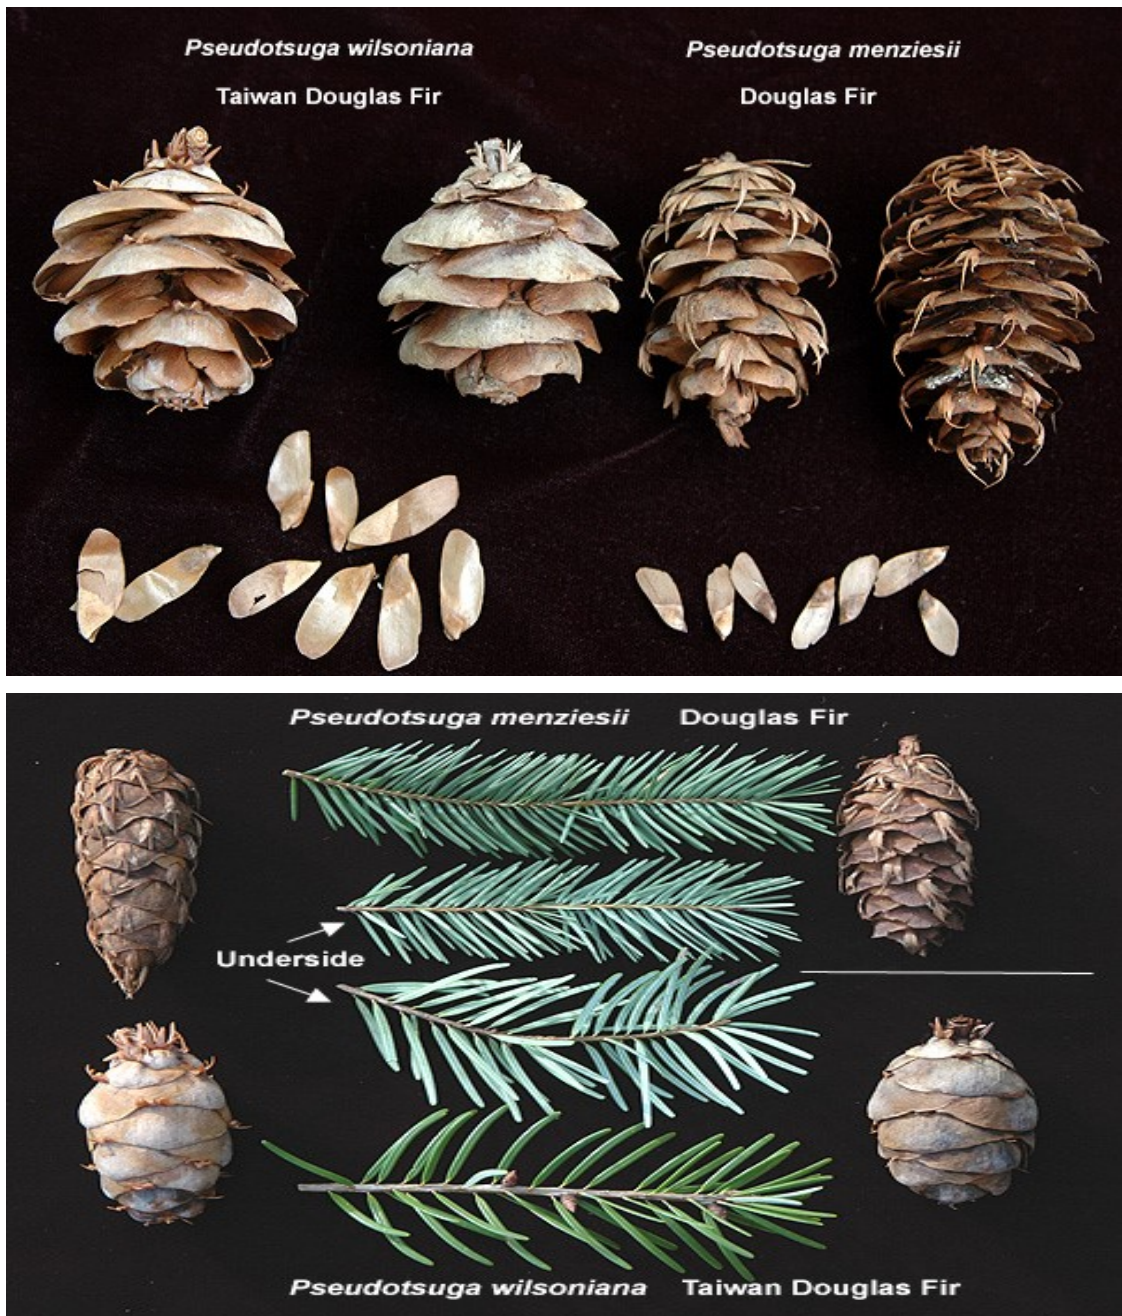 Pseudotsuga wilsoniana
Taiwan Douglas Fir
Pseudotsuga menziesii
Douglas Fir
Pseudotsuga menziesii Douglas Fir
Underside
Pseudotsuga wilsoniana Taiwan Douglas Fir